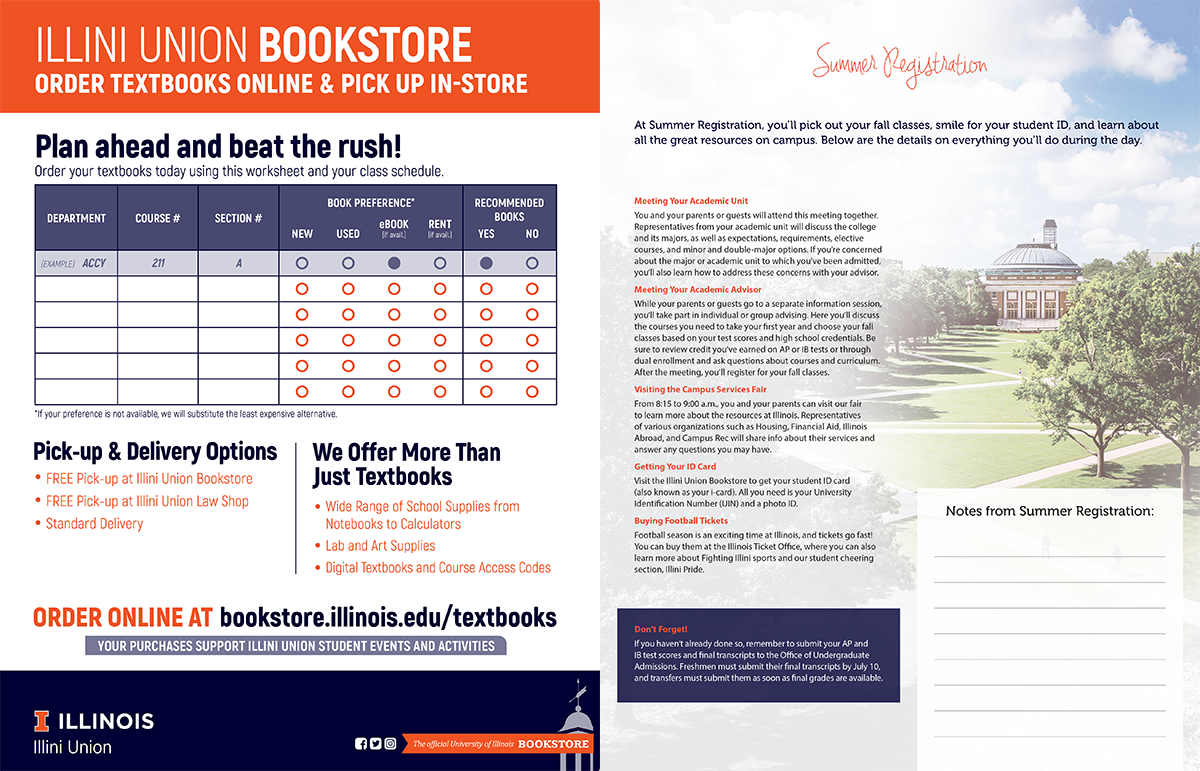 ILLINI UNION BOOKSTORE
ORDER TEXTBOOKS ONLINE & PICK UP IN-STORE
Plan ahead and beat the rush!
Order your textbooks today using this worksheet and your class schedule.
DEPARTMENT COURSE # SECTION # BOOK PREFERENCE* RECOMMENDED BOOKS
NEW USED eBOOK (if avail.) RENT (if avail.) YES NO
(EXAMPLE) ACCY 211 A
*If your preference is not available, we will substitute the least expensive alternative.
Pick-up & Delivery Options
• FREE Pick-up at Illini Union Bookstore
• FREE Pick-up at Illini Union Law Shop
• Standard Delivery
We Offer More Than
Just Textbooks
• Wide Range of School Supplies from
Notebooks to Calculators
• Lab and Art Supplies
• Digital Textbooks and Course Access Codes
ORDER ONLINE AT bookstore.illinois.edu/textbooks
YOUR PURCHASES SUPPORT ILLINI UNION STUDENT EVENTS AND ACTIVITIES
I ILLINOIS
Illini Union
The official University of Illinois BOOKSTORE
Summer Registration
At Summer Registration, you'll pick out your fall classes, smile for your student ID, and learn about
all the great resources on campus. Below are the details on everything you'll do during the day.
Meeting Your Academic Unit
You and your parents or guests will attend this meeting together.
Representatives from your academic unit will discuss the college
and its majors, as well as expectations, requirements, elective
courses, and minor and double-major options. If you're concerned
about the major or academic unit to which you've been admitted,
you'll also learn how to address these concerns with your advisor.
Meeting Your Academic Advisor
While your parents or guests go to a separate information session,
you'll take part in individual or group advising. Here you'll discuss
the courses you need to take your first year and choose your fall
classes based on your test scores and high school credentials. Be
sure to review credit you've earned on AP or IB tests or through
dual enrollment and ask questions about courses and curriculum.
After the meeting, you'll register for your fall classes.
Visiting the Campus Services Fair
From 8:15 to 9:00 a.m., you and your parents can visit our fair
to learn more about the resources at Illinois. Representatives
of various organizations such as Housing, Financial Aid, Illinois
Abroad, and Campus Rec will share info about their services and
answer any questions you may have.
Getting Your ID Card
Visit the Illini Union Bookstore to get your student ID card
(also known as your i-card). All you need is your University
Identification Number (UIN) and a photo ID.
Buying Football Tickets
Football season is an exciting time at Illinois, and tickets go fast!
You can buy them at the Illinois Ticket Office, where you can also
learn more about Fighting Illini sports and our student cheering
section, Illini Pride.
Don't Forget!
If you haven't already done so, remember to submit your AP and
IB test scores and final transcripts to the Office of Undergraduate
Admissions. Freshmen must submit their final transcripts by July 10,
and transfers must submit them as soon as final grades are available.
Notes from Summer Registration: